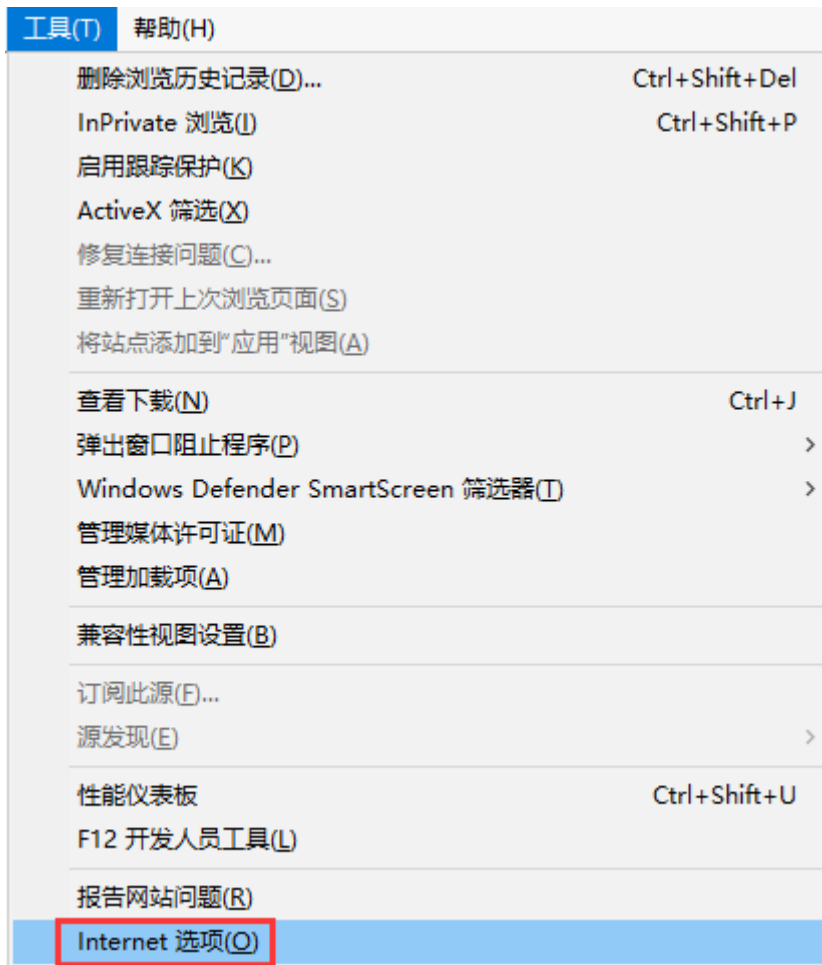 工具(T) 帮助(H)
删除浏览历史记录(D)... Ctrl+Shift+Del
InPrivate 浏览(I) Ctrl+Shift+P
启用跟踪保护(K)
ActiveX 筛选(X)
修复连接问题(C)...
重新打开上次浏览页面(S)
将站点添加到“应用”视图(A)
查看下载(N) Ctrl+J
弹出窗口阻止程序(P)
Windows Defender SmartScreen 筛选器(T)
管理媒体许可证(M)
管理加载项(A)
兼容性视图设置(B)
订阅此源(F)...
源发现(E)
性能仪表板 Ctrl+Shift+U
F12 开发人员工具(L)
报告网站问题(R)
Internet 选项(O)